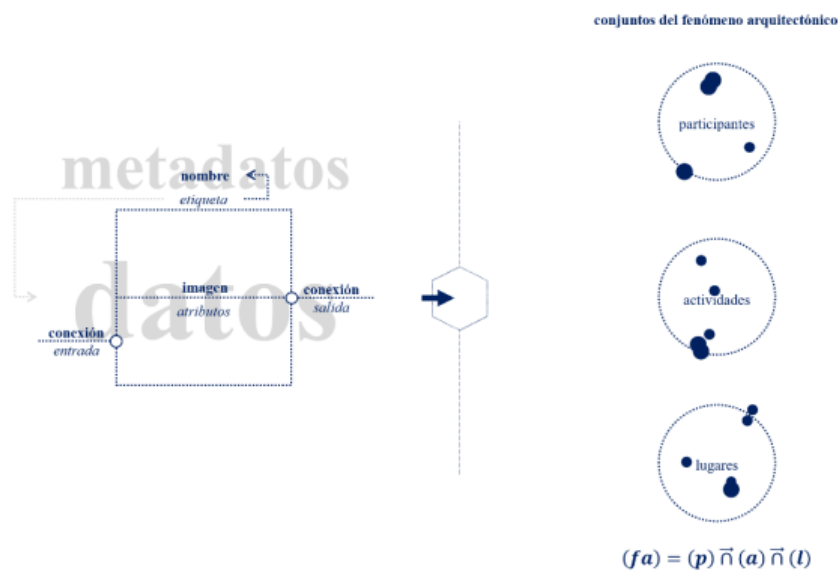 conjuntos del fenómeno arquitectónico
participantes
metadatos
nombre
etiqueta
datos
imagen
atributos
conexión
salida
conexión
entrada
actividades
lugares
(fa) = (p) ∩⃗ (a) ∩⃗ (l)